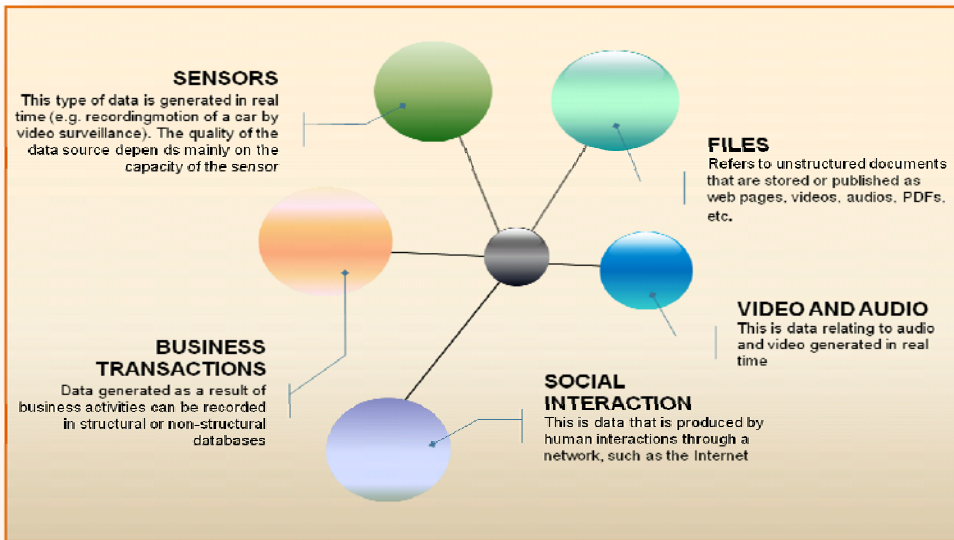 SENSORS
This type of data is generated in real
time (e.g. recordingmotion of a car by
video surveillance). The quality of the
data source depen ds mainly on the
capacity of the sensor
FILES
Refers to unstructured documents
that are stored or published as
web pages, videos, audios, PDFs,
etc.
BUSINESS
TRANSACTIONS
Data generated as a result of
business activities can be recorded
in structural or non-structural
databases
VIDEO AND AUDIO
This is data relating to audio
and video generated in real
time
SOCIAL
INTERACTION
This is data that is produced by
human interactions through a
network, such as the Internet